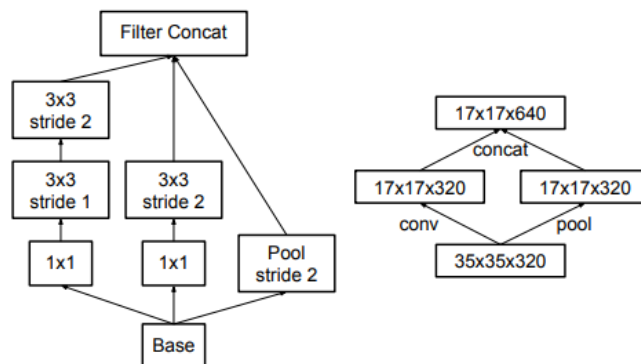 Filter Concat
3x3
stride 2
3x3
stride 1
3x3
stride 2
1x1
1x1
Pool
stride 2
Base
17x17x640
concat
17x17x320
17x17x320
conv
pool
35x35x320